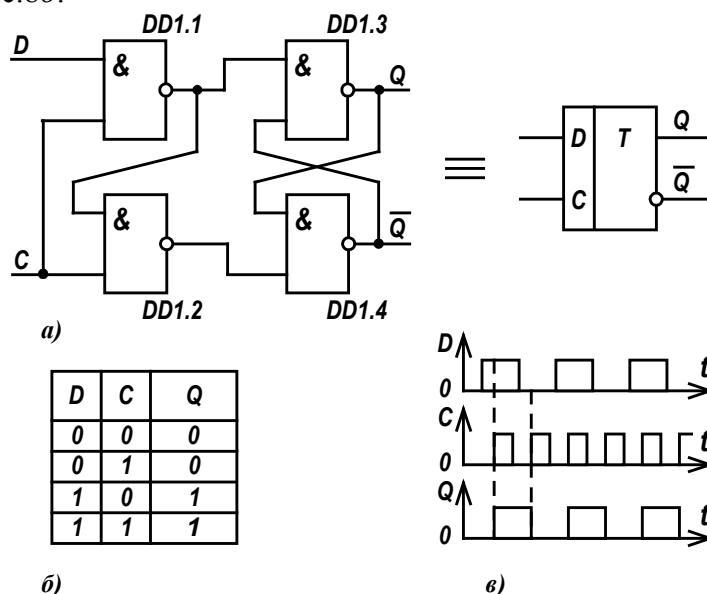 DD1.1 DD1.3
D & & Q
D T Q
C Q
& & Q
C
DD1.2 DD1.4
а)
D C Q
0 0 0
0 1 0
1 0 1
1 1 1
б)
D t
0
C t
0
Q t
0
в)